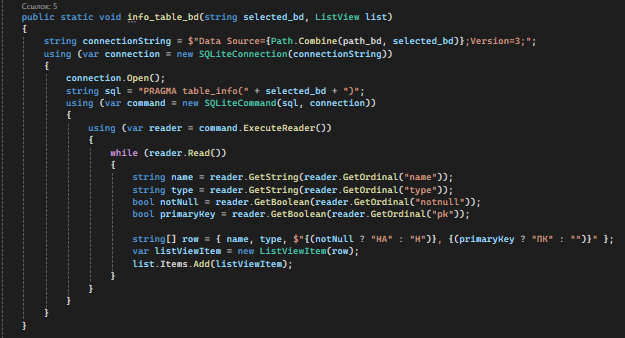 Ссылок: 5
public static void info_table_bd(string selected_bd, ListView list)
{
string connectionString = $"Data Source={Path.Combine(path_bd, selected_bd)};Version=3;";
using (var connection = new SQLiteConnection(connectionString))
{
connection.Open();
string sql = "PRAGMA table_info(" + selected_bd + ")";
using (var command = new SQLiteCommand(sql, connection))
{
using (var reader = command.ExecuteReader())
{
while (reader.Read())
{
string name = reader.GetString(reader.GetOrdinal("name"));
string type = reader.GetString(reader.GetOrdinal("type"));
bool notNull = reader.GetBoolean(reader.GetOrdinal("notnull"));
bool primaryKey = reader.GetBoolean(reader.GetOrdinal("pk"));
string[] row = { name, type, $"{(notNull ? "НА" : "Н")}, {(primaryKey ? "ПК" : "")}" };
var listViewItem = new ListViewItem(row);
list.Items.Add(listViewItem);
}
}
}
}
}